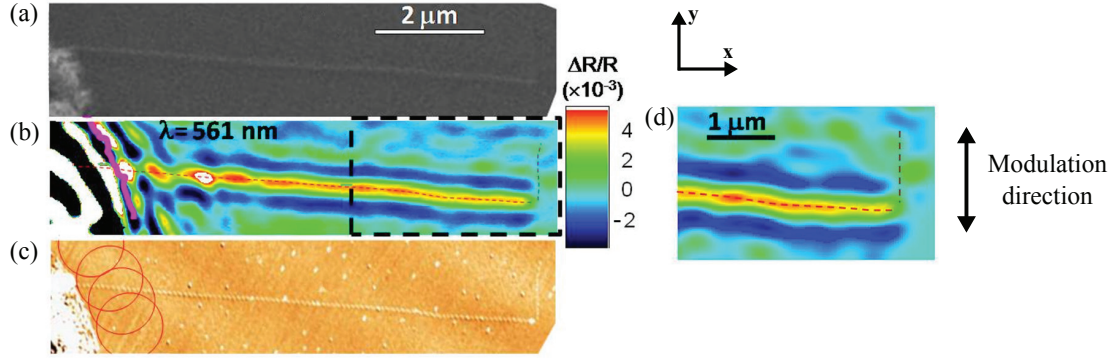 (a)
2 μm
y
x
ΔR/R
(×10⁻³)
(b)
λ= 561 nm
4
2
0
-2
(d)
1 μm
Modulation
direction
(c)